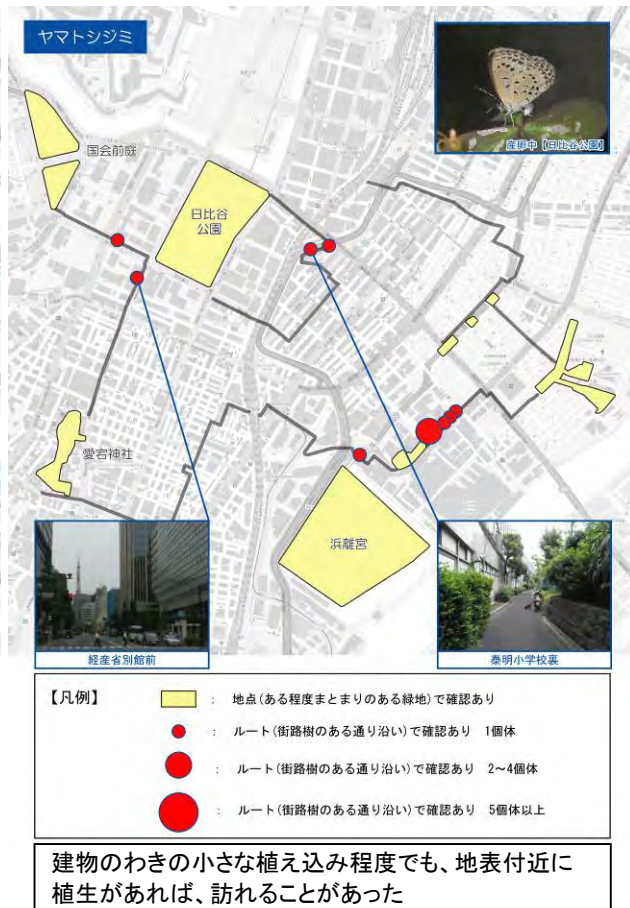 ヤマトシジミ
産卵中【日比谷公園】
国会前庭
日比谷
公園
愛宕神社
浜離宮
経産省別館前
泰明小学校裏
【凡例】
： 地点(ある程度まとまりのある緑地)で確認あり
： ルート(街路樹のある通り沿い)で確認あり 1個体
： ルート(街路樹のある通り沿い)で確認あり 2～4個体
： ルート(街路樹のある通り沿い)で確認あり 5個体以上
建物のわきの小さな植え込み程度でも、地表付近に
植生があれば、訪れることがあった